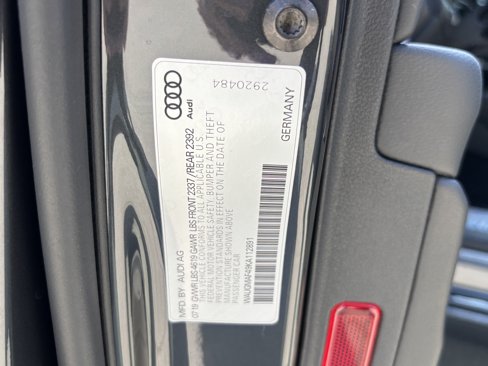 Audi
2920484
GERMANY
MFD. BY AUDI AG
07/19 GVWR LBS 4619 GAWR LBS FRONT 2337 / REAR 2392
THIS VEHICLE CONFORMS TO ALL APPLICABLE U.S.
FEDERAL MOTOR VEHICLE SAFETY, BUMPER AND THEFT
PREVENTION STANDARDS IN EFFECT ON THE DATE OF
MANUFACTURE SHOWN ABOVE
PASSENGER CAR
WAUGMAF49KA112891